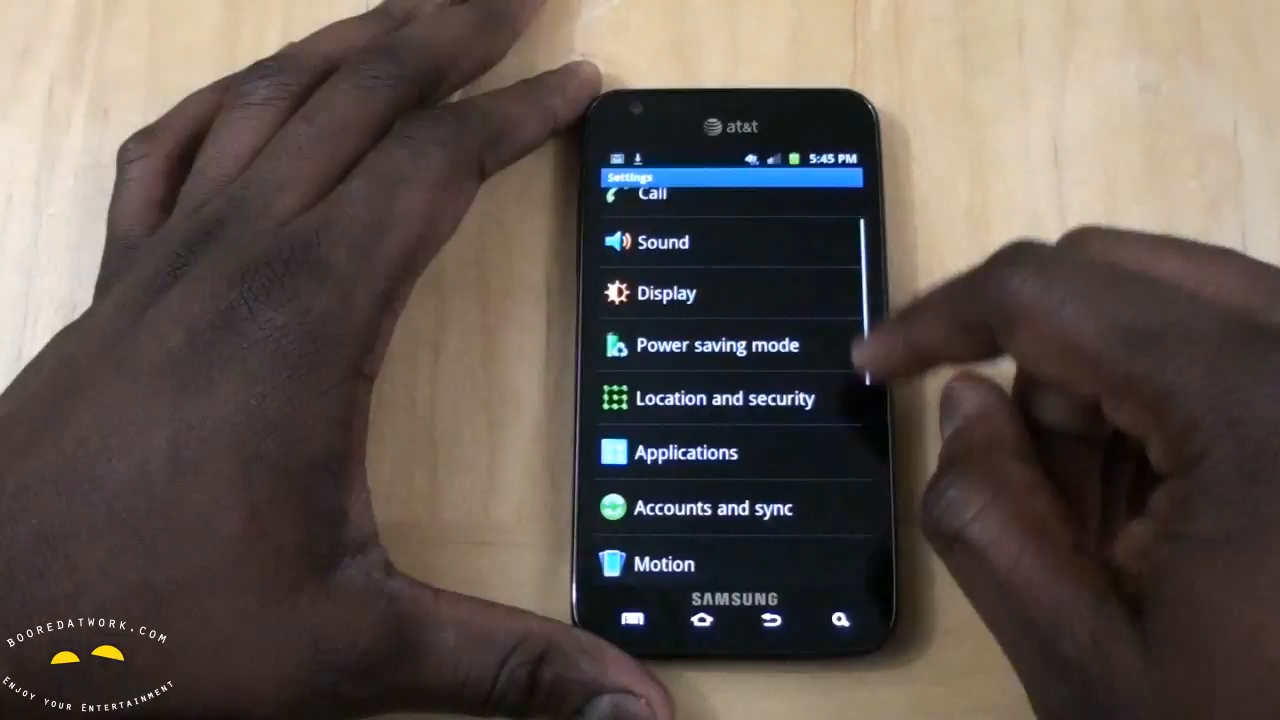 at&t
5:45 PM
Settings
Call
Sound
Display
Power saving mode
Location and security
Applications
Accounts and sync
Motion
SAMSUNG
BOOREDATWORK.COM
ENJOY YOUR ENTERTAINMENT